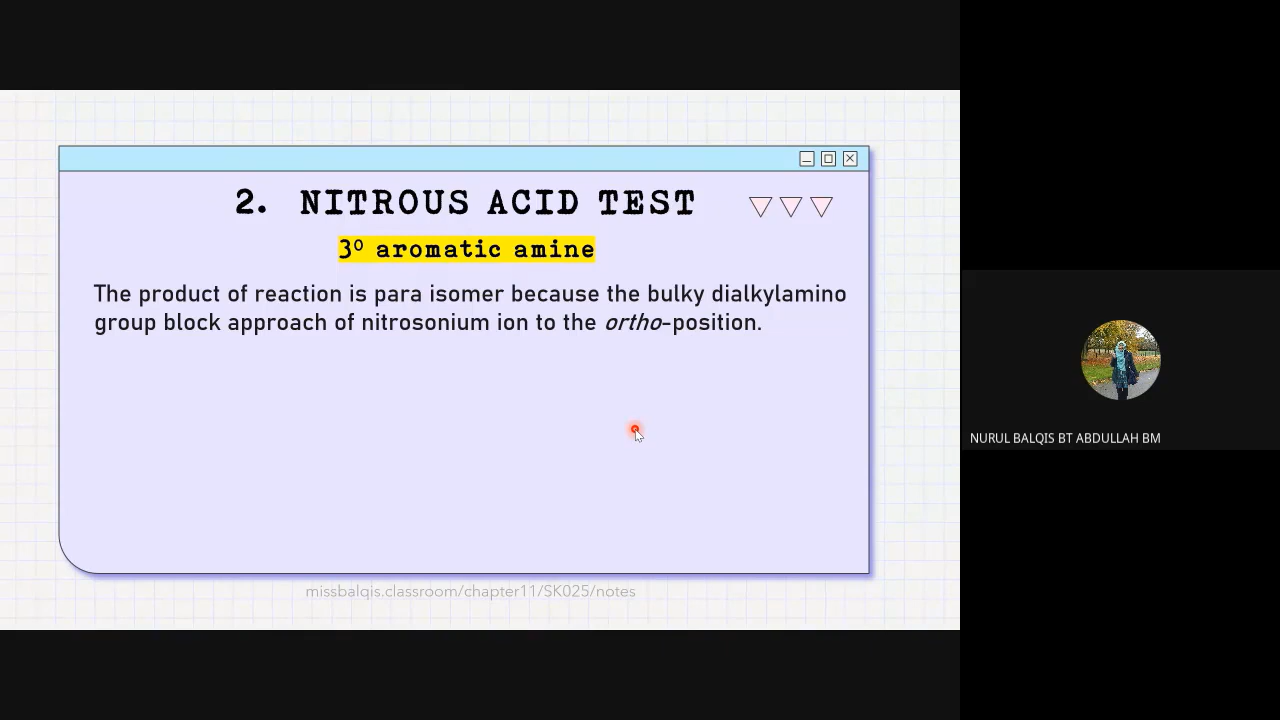 2. NITROUS ACID TEST
3⁰ aromatic amine
The product of reaction is para isomer because the bulky dialkylamino
group block approach of nitrosonium ion to the ortho-position.
missbalqis.classroom/chapter11/SK025/notes
NURUL BALQIS BT ABDULLAH BM